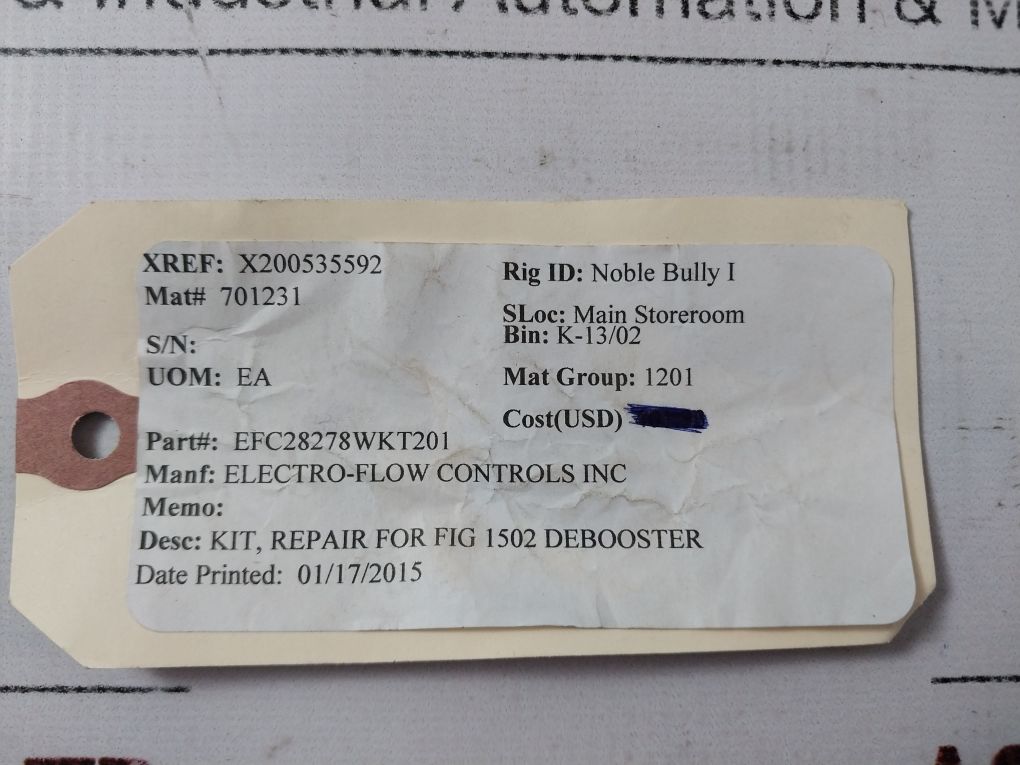 & Industrial Automation & M
XREF: X200535592
Mat# 701231
S/N:
UOM: EA
Rig ID: Noble Bully I
SLoc: Main Storeroom
Bin: K-13/02
Mat Group: 1201
Cost(USD)
Part#: EFC28278WKT201
Manf: ELECTRO-FLOW CONTROLS INC
Memo:
Desc: KIT, REPAIR FOR FIG 1502 DEBOOSTER
Date Printed: 01/17/2015